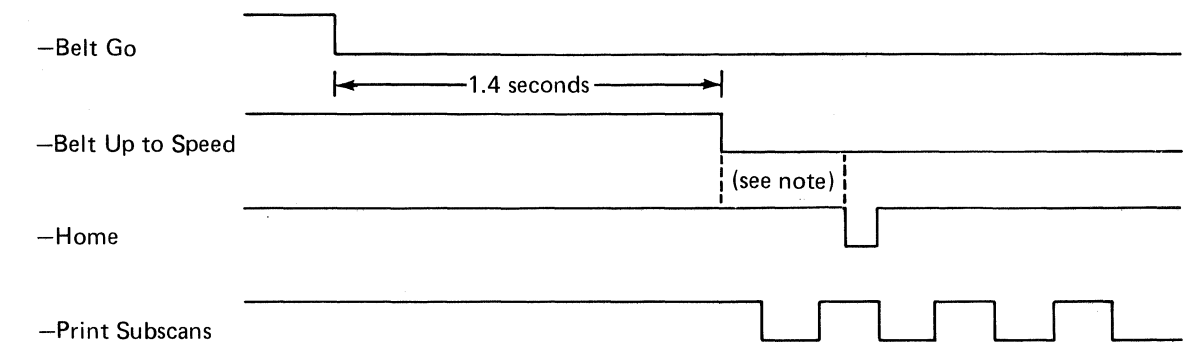 —Belt Go
1.4 seconds
—Belt Up to Speed
(see note)
—Home
—Print Subscans